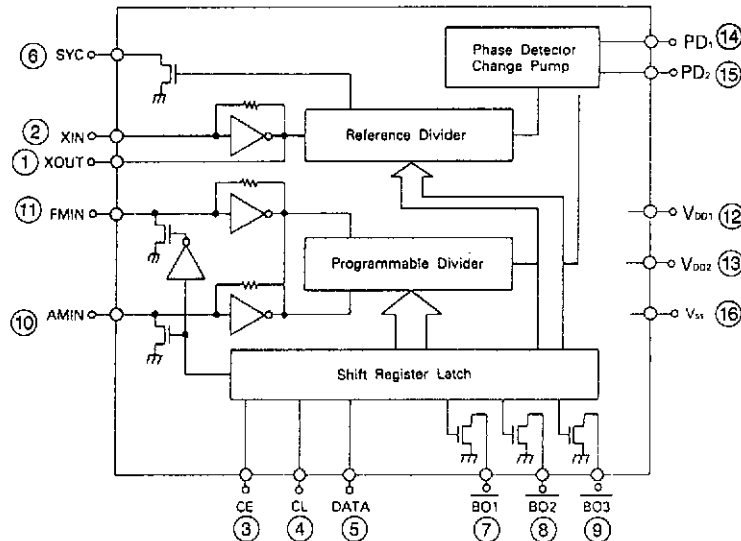 ⑥ SYC
② XIN
① XOUT
⑪ FMIN
⑩ AMIN
Phase Detector
Change Pump
Reference Divider
Programmable Divider
Shift Register Latch
PD₁ ⑭
PD₂ ⑮
VDD1 ⑫
VDD2 ⑬
Vss ⑯
CE CL DATA BO1 BO2 BO3
③ ④ ⑤ ⑦ ⑧ ⑨